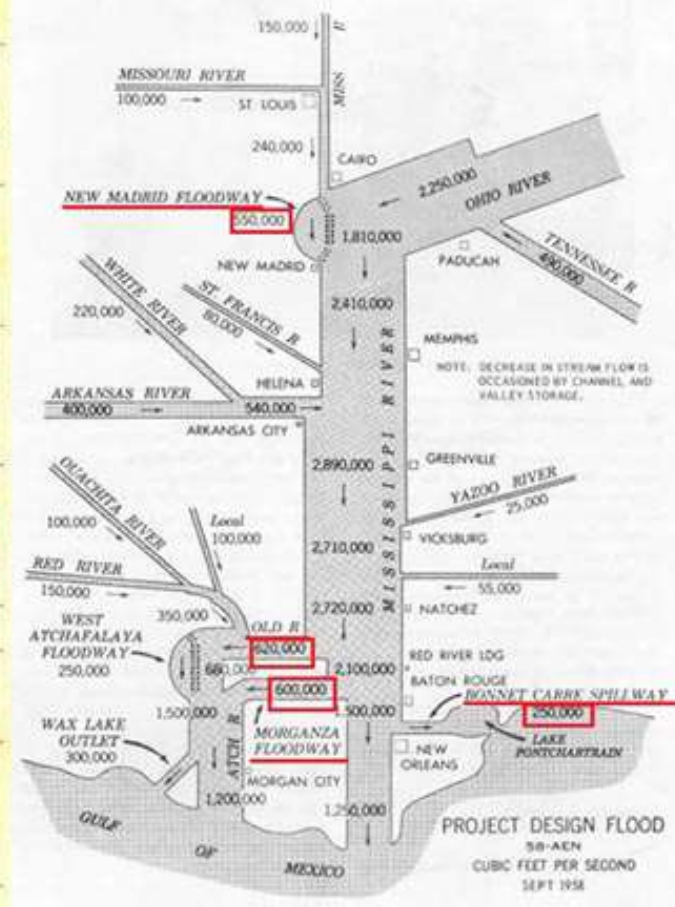 150,000
MISS
MISSOURI RIVER
100,000
ST LOUIS
240,000
CAIRO
2,250,000
OHIO RIVER
NEW MADRID FLOODWAY
550,000
1,810,000
NEW MADRID
PADUCAH
TENNESSEE R
490,000
WHITE RIVER
220,000
ST. FRANCIS R
80,000
2,410,000
MEMPHIS
MISSISSIPPI RIVER
NOTE: DECREASE IN STREAM FLOW IS
OCCASIONED BY CHANNEL AND
VALLEY STORAGE.
HELENA
ARKANSAS RIVER
400,000
540,000
ARKANSAS CITY
2,890,000
GREENVILLE
OUACHITA RIVER
100,000
YAZOO RIVER
25,000
VICKSBURG
Local
100,000
2,710,000
RED RIVER
150,000
Local
55,000
350,000
2,720,000
NATCHEZ
WEST
ATCHAFALAYA
FLOODWAY
250,000
OLD R
620,000
680,000
2,100,000
RED RIVER LDG
BATON ROUGE
600,000
1,500,000
BONNET CARRE SPILLWAY
250,000
1,500,000
MORGANZA
FLOODWAY
LAKE
PONTCHARTRAIN
WAX LAKE
OUTLET
300,000
ATCH R
NEW
ORLEANS
MORGAN CITY
1,200,000
1,250,000
GULF
OF
MEXICO
PROJECT DESIGN FLOOD
58-AEN
CUBIC FEET PER SECOND
SEPT 1958